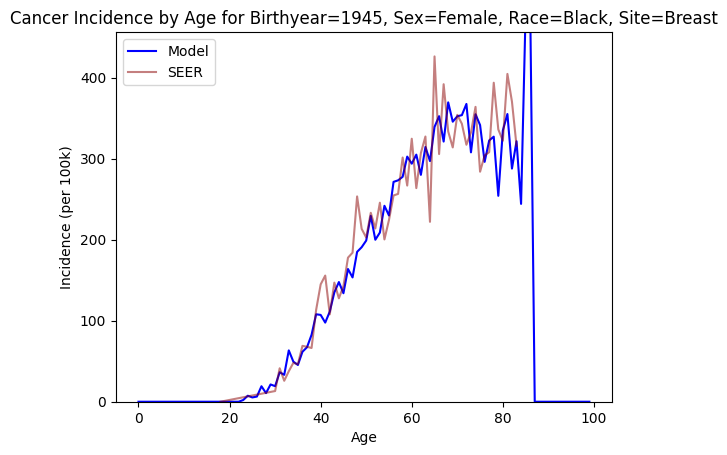 Cancer Incidence by Age for Birthyear=1945, Sex=Female, Race=Black, Site=Breast
Model
SEER
Incidence (per 100k)
400
300
200
100
0
0 20 40 60 80 100
Age